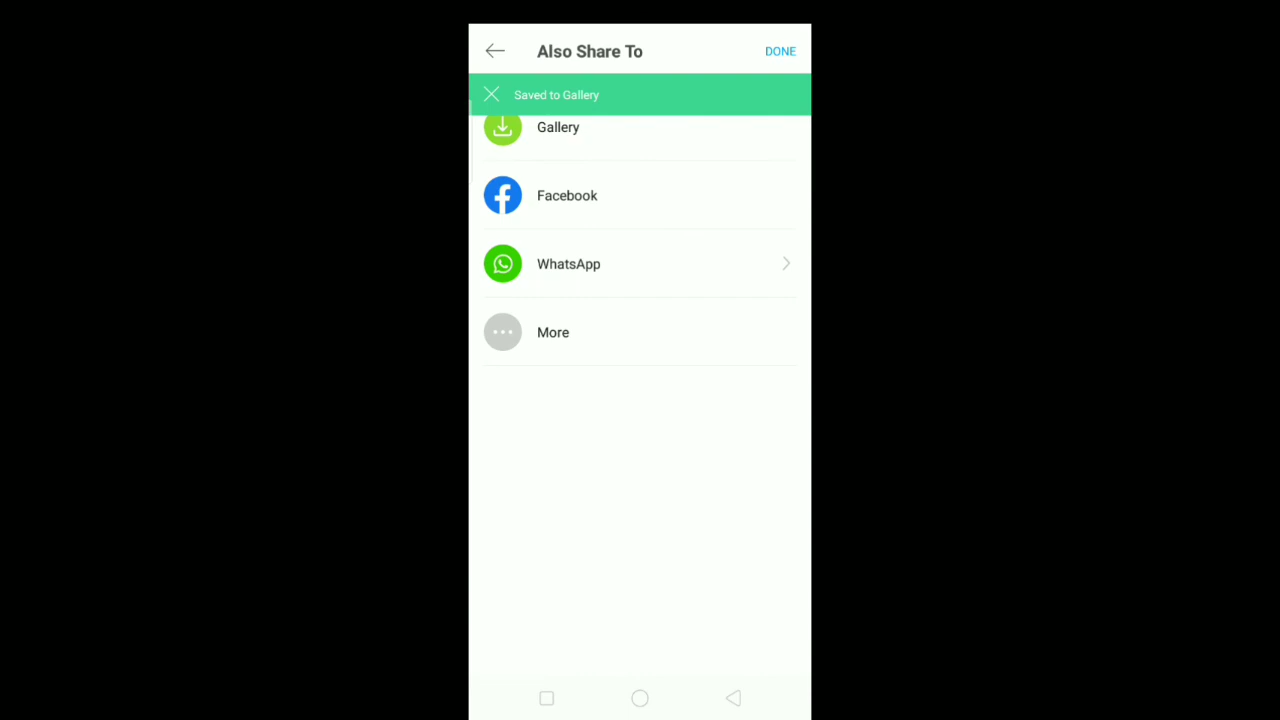 Also Share To
DONE
Saved to Gallery
Gallery
Facebook
WhatsApp
More